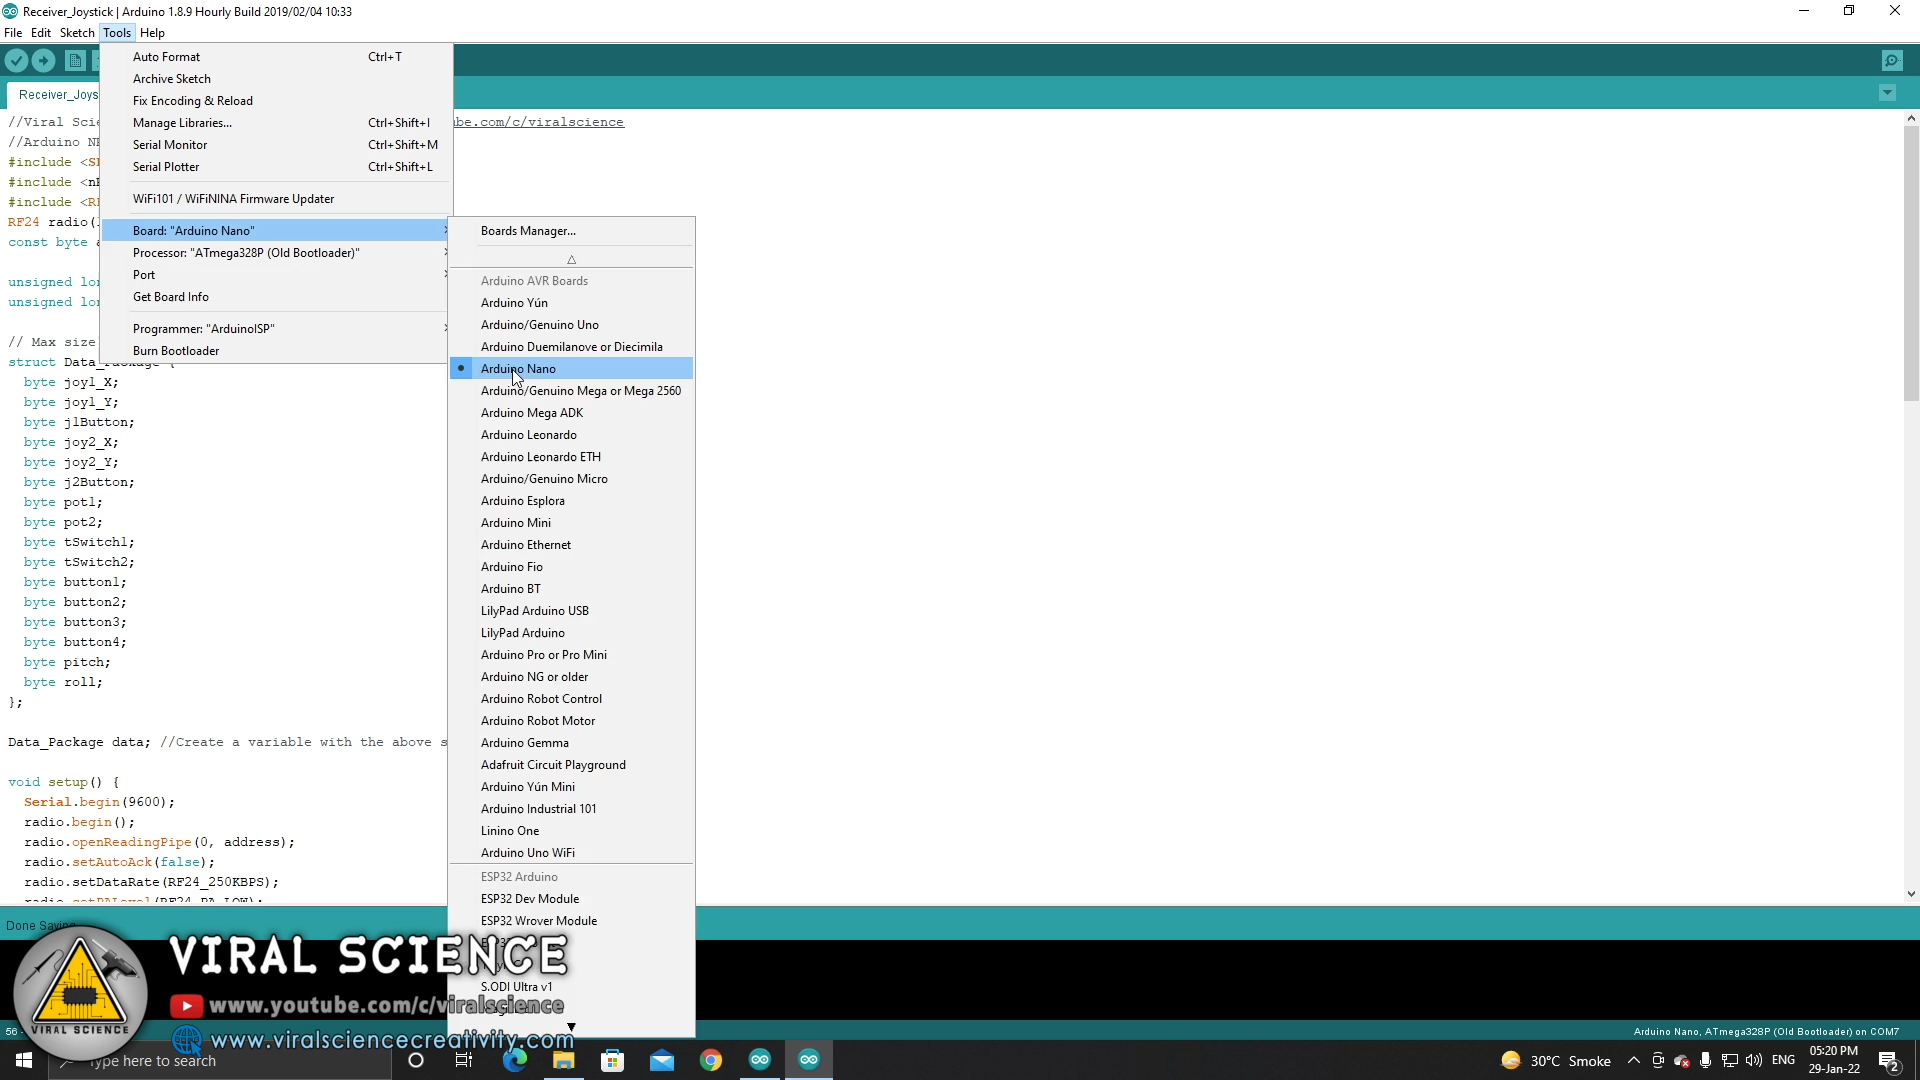 Receiver_Joystick | Arduino 1.8.9 Hourly Build 2019/02/04 10:33
File Edit Sketch Tools Help
Auto Format Ctrl+T
Archive Sketch
Fix Encoding & Reload
Manage Libraries... Ctrl+Shift+I
Serial Monitor Ctrl+Shift+M
Serial Plotter Ctrl+Shift+L
WiFi101 / WiFiNINA Firmware Updater
Board: "Arduino Nano"
Processor: "ATmega328P (Old Bootloader)"
Port
Get Board Info
Programmer: "ArduinoISP"
Burn Bootloader
Boards Manager...
Arduino AVR Boards
Arduino Yún
Arduino/Genuino Uno
Arduino Duemilanove or Diecimila
Arduino Nano
Arduino/Genuino Mega or Mega 2560
Arduino Mega ADK
Arduino Leonardo
Arduino Leonardo ETH
Arduino/Genuino Micro
Arduino Esplora
Arduino Mini
Arduino Ethernet
Arduino Fio
Arduino BT
LilyPad Arduino USB
LilyPad Arduino
Arduino Pro or Pro Mini
Arduino NG or older
Arduino Robot Control
Arduino Robot Motor
Arduino Gemma
Adafruit Circuit Playground
Arduino Yún Mini
Arduino Industrial 101
Linino One
Arduino Uno WiFi
ESP32 Arduino
ESP32 Dev Module
ESP32 Wrover Module
S.ODI Ultra v1
Receiver_Joys
//Viral Scie
be.com/c/viralscience
//Arduino N
#include <S
#include <n
#include <R
RF24 radio(
const byte a
unsigned lon
unsigned lon
// Max size
struct Data_Package {
byte joy1_X;
byte joy1_Y;
byte j1Button;
byte joy2_X;
byte joy2_Y;
byte j2Button;
byte pot1;
byte pot2;
byte tSwitch1;
byte tSwitch2;
byte button1;
byte button2;
byte button3;
byte button4;
byte pitch;
byte roll;
};
Data_Package data; //Create a variable with the above s
void setup() {
Serial.begin(9600);
radio.begin();
radio.openReadingPipe(0, address);
radio.setAutoAck(false);
radio.setDataRate(RF24_250KBPS);
radio.setPALevel(RF24_PA_LOW);
Done Saving
VIRAL SCIENCE
www.youtube.com/c/viralscience
www.viralsciencecreativity.com
VIRAL SCIENCE
56
Arduino Nano, ATmega328P (Old Bootloader) on COM7
Type here to search
30°C Smoke
ENG
05:20 PM
29-Jan-22
2